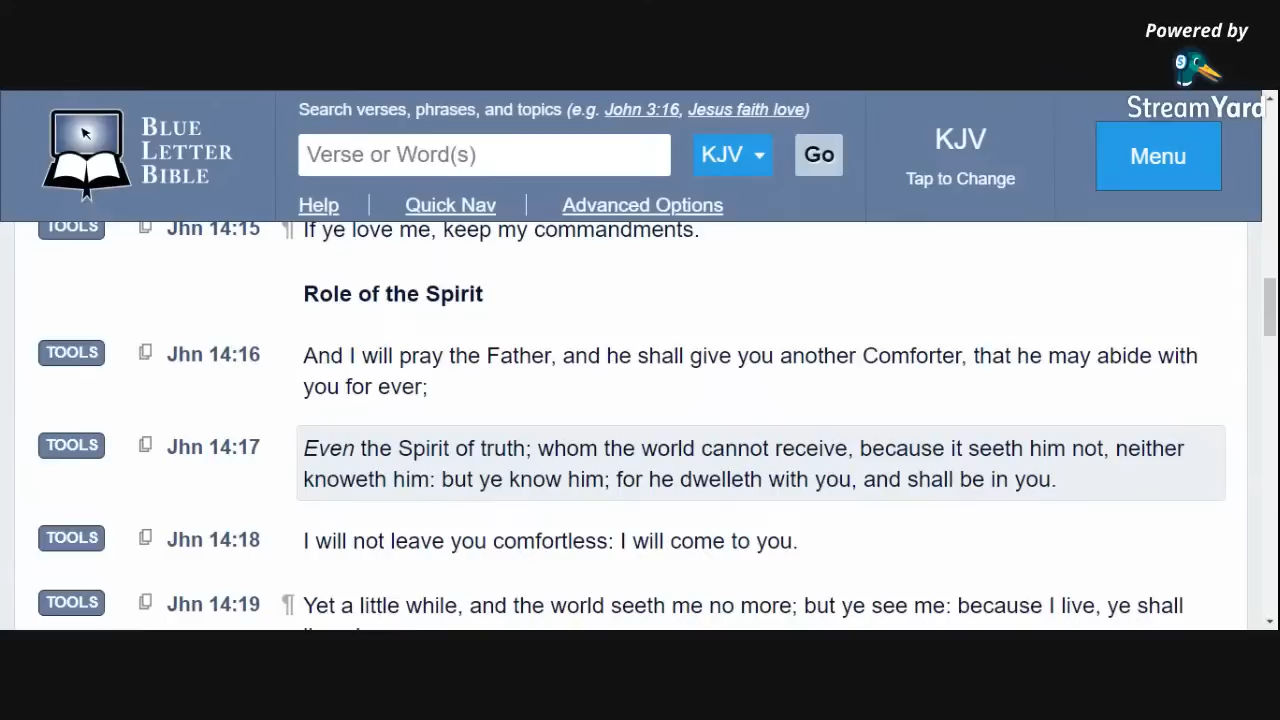 Powered by
StreamYard
BLUE
LETTER
BIBLE
Search verses, phrases, and topics (e.g. John 3:16, Jesus faith love)
Verse or Word(s)
KJV
Go
KJV
Tap to Change
Menu
Help
Quick Nav
Advanced Options
TOOLS Jhn 14:15 ¶ If ye love me, keep my commandments.
Role of the Spirit
TOOLS Jhn 14:16 And I will pray the Father, and he shall give you another Comforter, that he may abide with
you for ever;
TOOLS Jhn 14:17 Even the Spirit of truth; whom the world cannot receive, because it seeth him not, neither
knoweth him: but ye know him; for he dwelleth with you, and shall be in you.
TOOLS Jhn 14:18 I will not leave you comfortless: I will come to you.
TOOLS Jhn 14:19 ¶ Yet a little while, and the world seeth me no more; but ye see me: because I live, ye shall